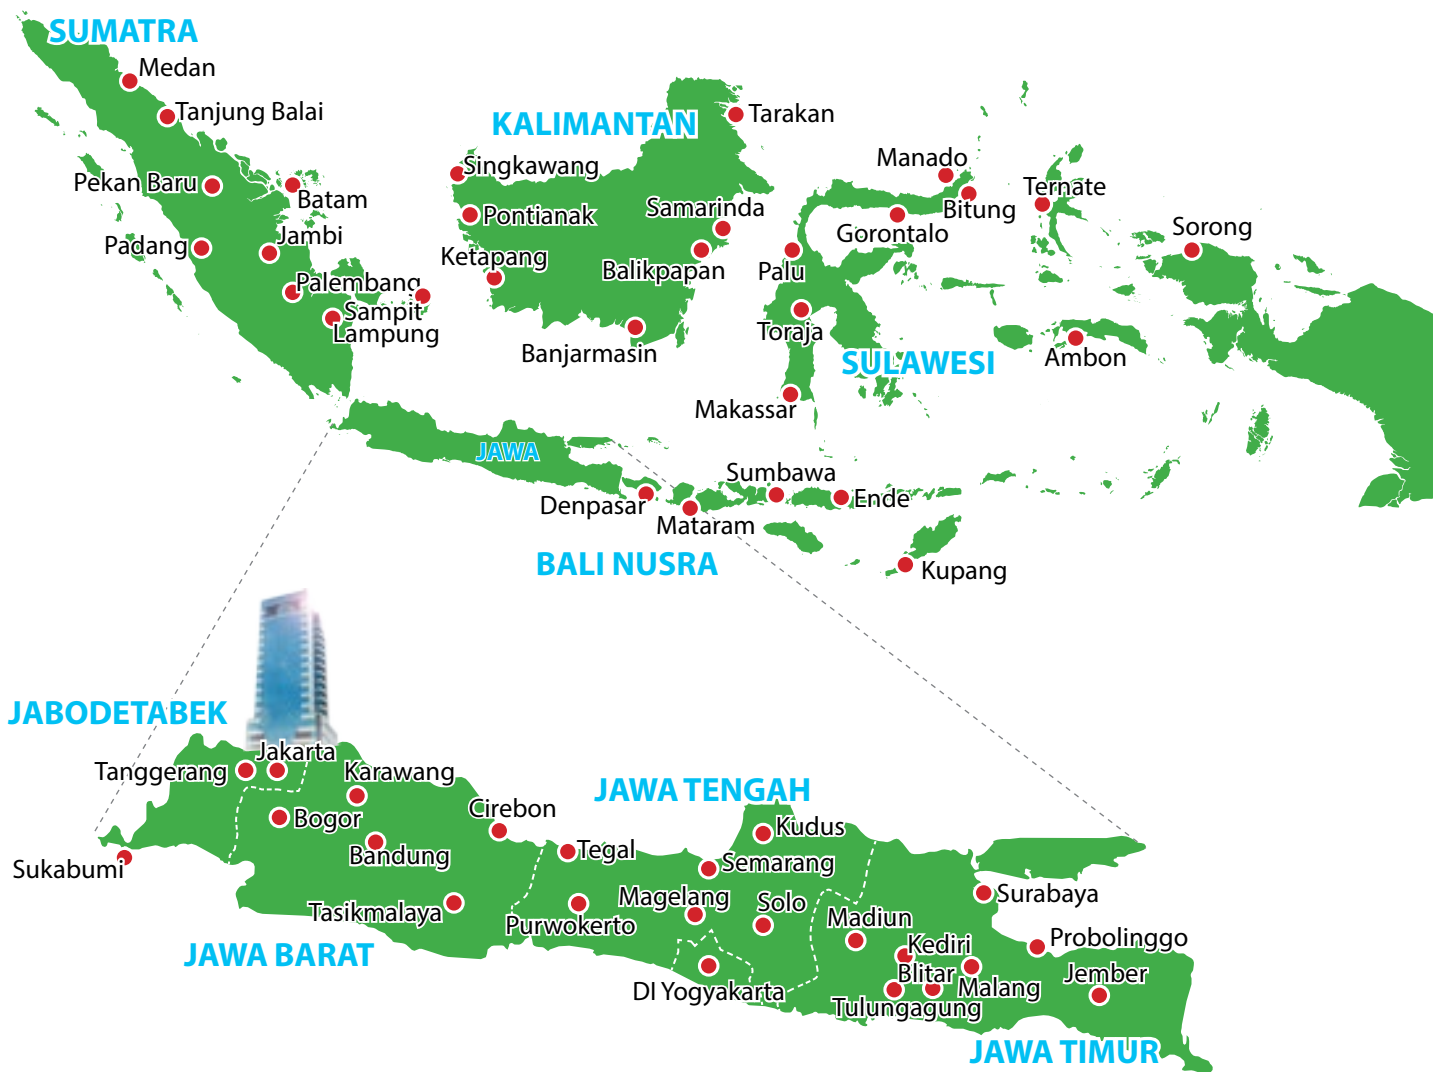 SUMATRA
Medan
Tanjung Balai
Pekan Baru
Batam
Padang
Jambi
Palembang
Sampit
Lampung
KALIMANTAN
Tarakan
Singkawang
Pontianak
Samarinda
Ketapang
Balikpapan
Banjarmasin
Manado
Bitung
Gorontalo
Palu
Toraja
SULAWESI
Makassar
Ternate
Sorong
Ambon
JAWA
Denpasar
Mataram
Sumbawa
Ende
Kupang
BALI NUSRA
JABODETABEK
Jakarta
Tanggerang
Karawang
Bogor
Cirebon
Bandung
Sukabumi
Tasikmalaya
JAWA BARAT
JAWA TENGAH
Kudus
Tegal
Semarang
Magelang
Solo
Purwokerto
DI Yogyakarta
Surabaya
Madiun
Probolinggo
Kediri
Blitar
Malang
Jember
Tulungagung
JAWA TIMUR